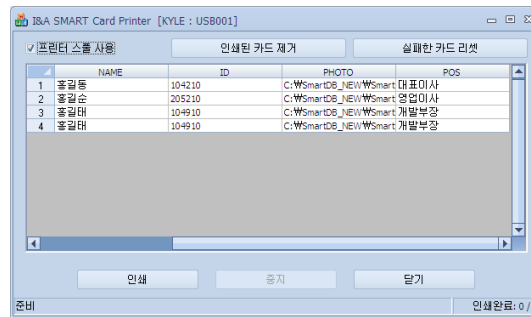 I&A SMART Card Printer [KYLE : USB001]
프린터 스풀 사용 인쇄된 카드 제거 실패한 카드 리셋
NAME ID PHOTO POS
1 홍길동 104210 C:₩SmartDB_NEW₩Smart 대표이사
2 홍길순 205210 C:₩SmartDB_NEW₩Smart 영업이사
3 홍길태 104910 C:₩SmartDB_NEW₩Smart 개발부장
4 홍길태 104910 C:₩SmartDB_NEW₩Smart 개발부장
인쇄 중지 닫기
준비 인쇄완료: 0 /